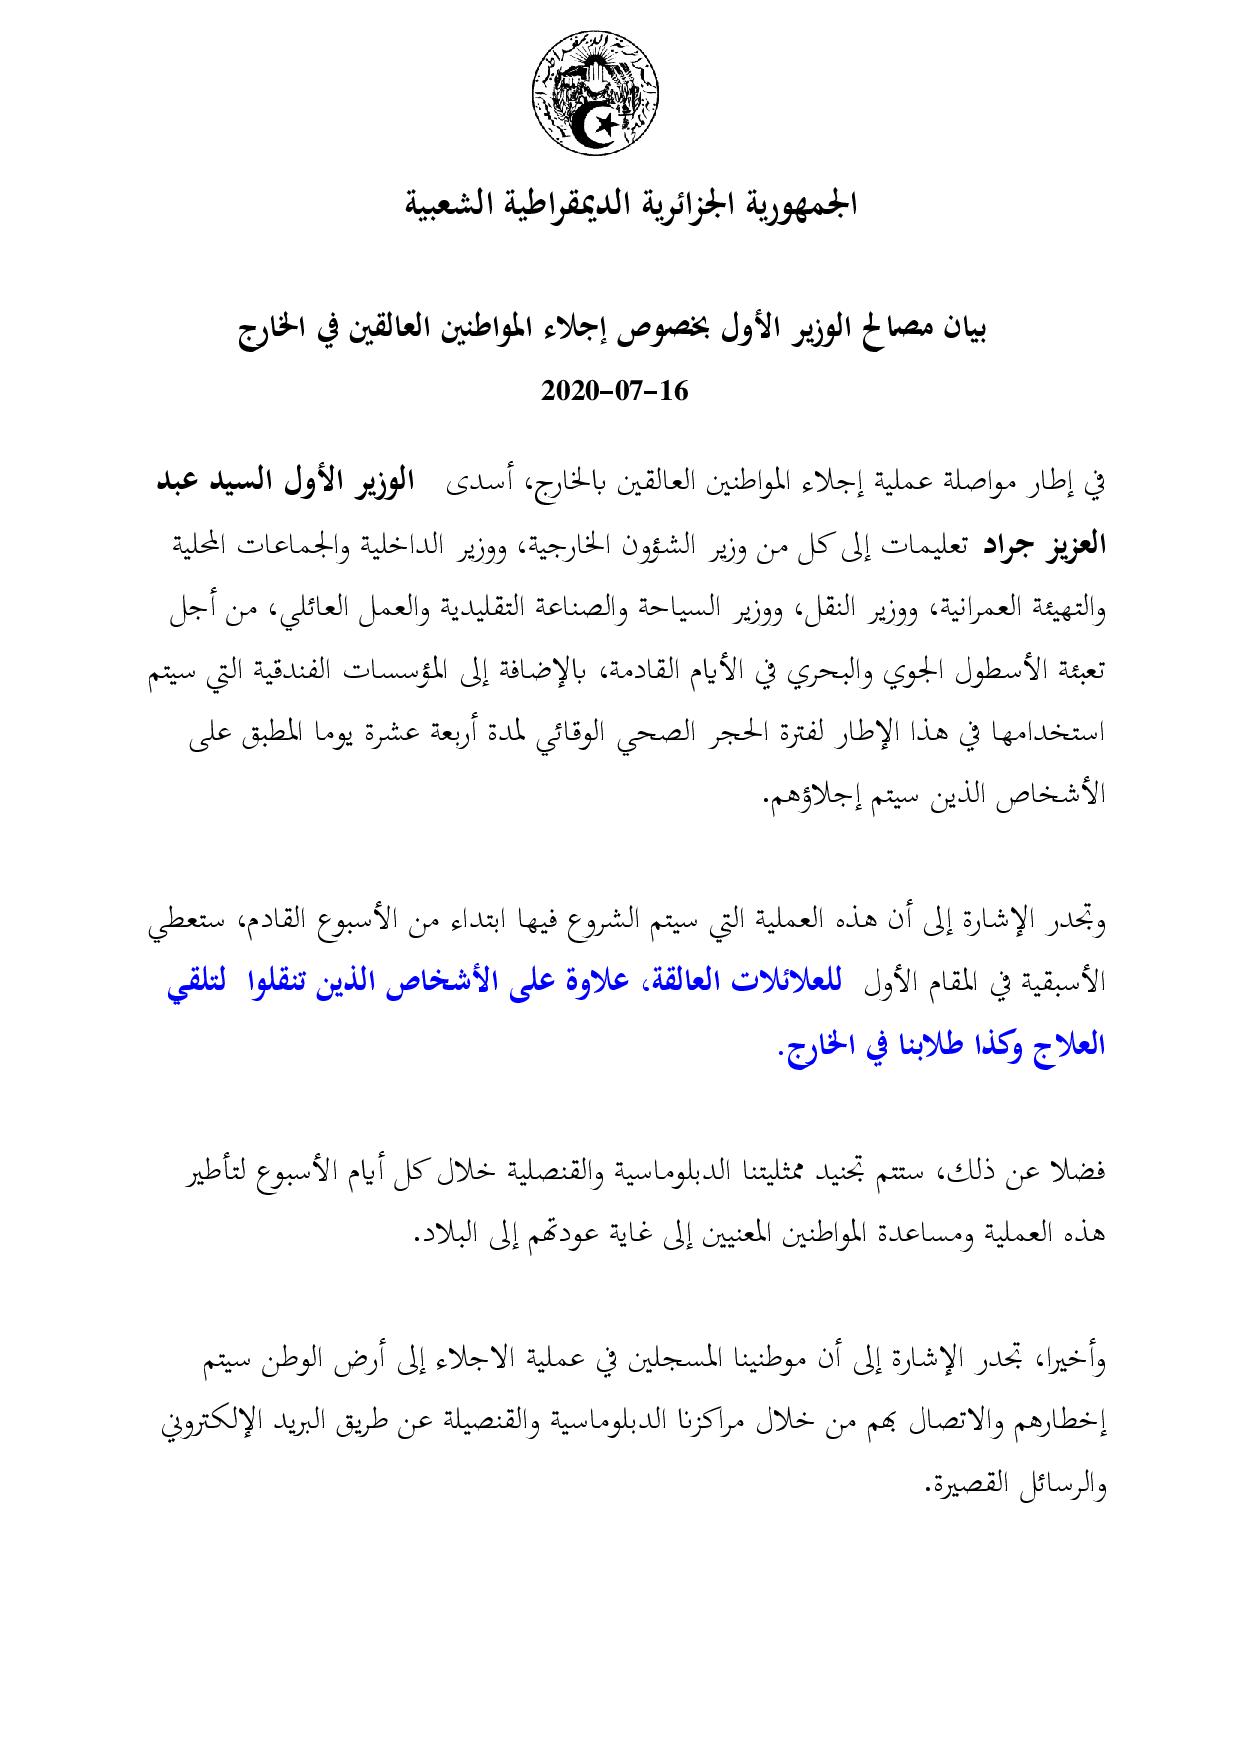 الجمهورية الجزائرية الديمقراطية الشعبية
بيان مصالح الوزير الأول بخصوص إجلاء المواطنين العالقين في الخارج
2020-07-16
في إطار مواصلة عملية إجلاء المواطنين العالقين بالخارج، أسدى الوزير الأول السيد عبد
العزيز جراد تعليمات إلى كل من وزير الشؤون الخارجية، ووزير الداخلية والجماعات المحلية
والتهيئة العمرانية، ووزير النقل، ووزير السياحة والصناعة التقليدية والعمل العائلي، من أجل
تعبئة الأسطول الجوي والبحري في الأيام القادمة، بالإضافة إلى المؤسسات الفندقية التي سيتم
استخدامها في هذا الإطار لفترة الحجر الصحي الوقائي لمدة أربعة عشرة يوما المطبق على
الأشخاص الذين سيتم إجلاؤهم.
وتجدر الإشارة إلى أن هذه العملية التي سيتم الشروع فيها ابتداء من الأسبوع القادم، ستعطي
الأسبقية في المقام الأول للعلائلات العالقة، علاوة على الأشخاص الذين تنقلوا لتلقي
العلاج وكذا طلابنا في الخارج.
فضلا عن ذلك، ستتم تجنيد ممثليتنا الدبلوماسية والقنصلية خلال كل أيام الأسبوع لتأطير
هذه العملية ومساعدة المواطنين المعنيين إلى غاية عودتهم إلى البلاد.
وأخيرا، تجدر الإشارة إلى أن موطنينا المسجلين في عملية الاجلاء إلى أرض الوطن سيتم
إخطارهم والاتصال بهم من خلال مراكزنا الدبلوماسية والقنصيلة عن طريق البريد الإلكتروني
والرسائل القصيرة.